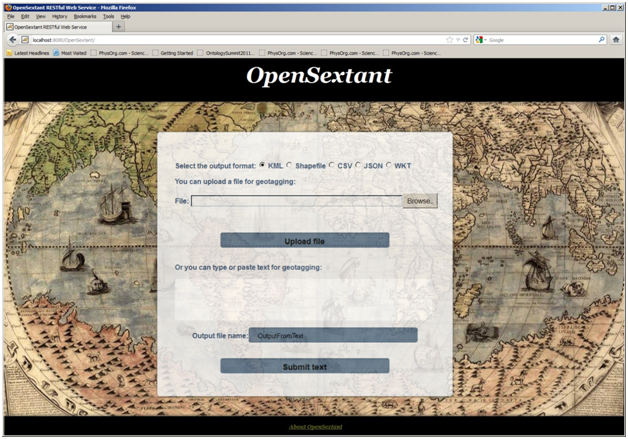 OpenSextant RESTful Web Service - Mozilla Firefox
File Edit View History Bookmarks Tools Help
OpenSextant RESTful Web Service
localhost:8080/OpenSextant/
Google
Latest Headlines Most Visited PhysOrg.com - Scienc... Getting Started OntologySummit2011... PhysOrg.com - Scienc... PhysOrg.com - Scienc... PhysOrg.com - Scienc...
OpenSextant
Select the output format: KML Shapefile CSV JSON WKT
You can upload a file for geotagging:
File: Browse..
Upload file
Or you can type or paste text for geotagging:
Output file name: OutputFromText
Submit text
About OpenSextant